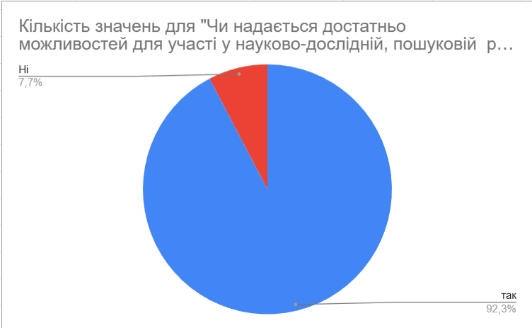 Кількість значень для "Чи надається достатньо
можливостей для участі у науково-дослідній, пошуковій р...
Ні
7,7%
так
92,3%